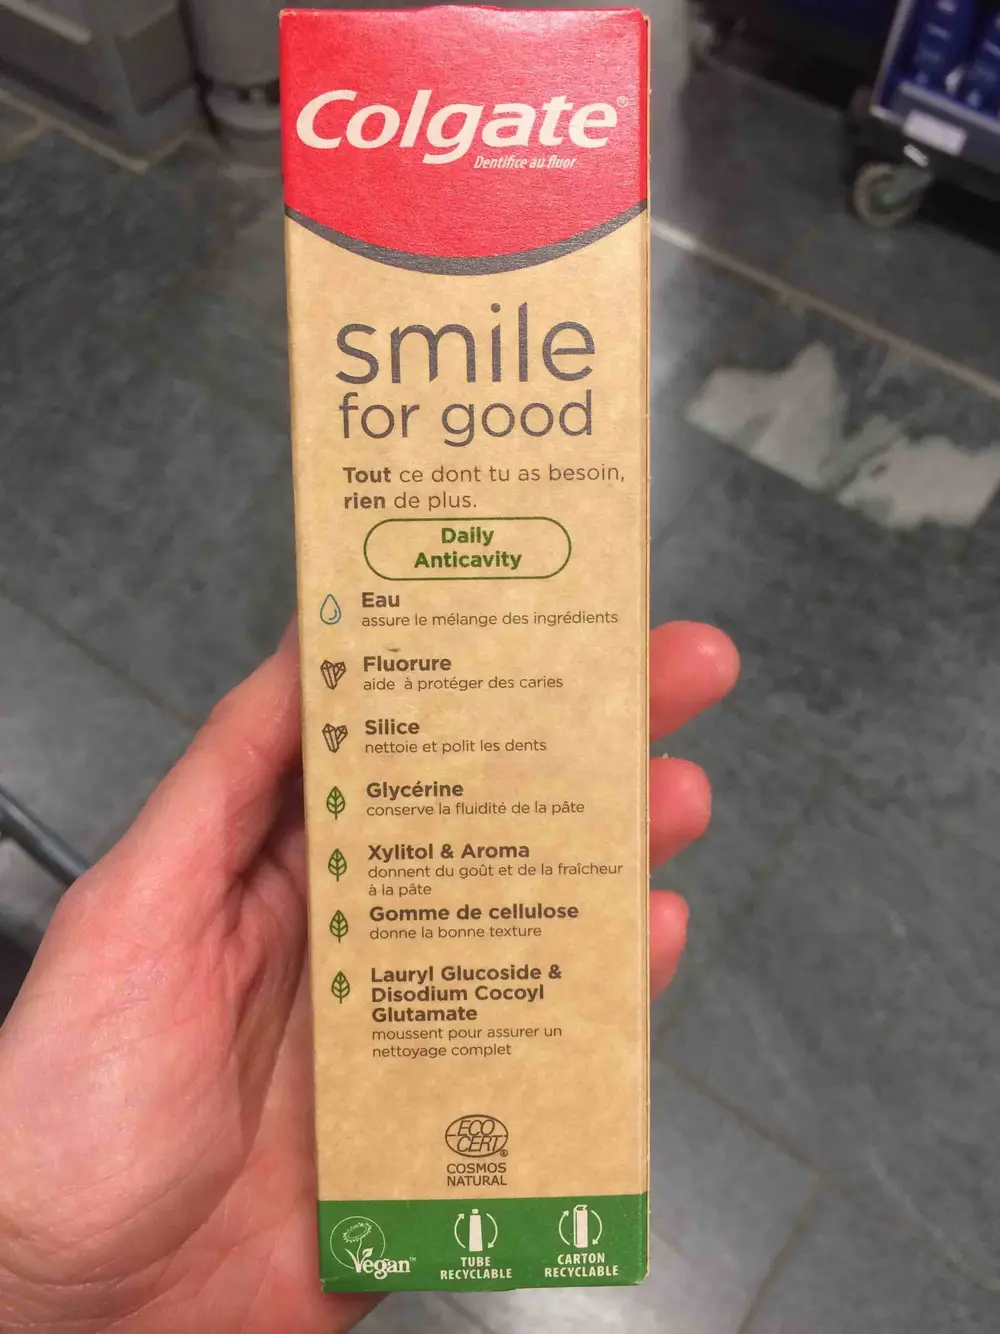 Colgate®
Dentifice au fluor
smile
for good
Tout ce dont tu as besoin,
rien de plus.
Daily
Anticavity
Eau
assure le mélange des ingrédients
Fluorure
aide à protéger des caries
Silice
nettoie et polit les dents
Glycérine
conserve la fluidité de la pâte
Xylitol & Aroma
donnent du goût et de la fraîcheur
à la pâte
Gomme de cellulose
donne la bonne texture
Lauryl Glucoside &
Disodium Cocoyl
Glutamate
moussent pour assurer un
nettoyage complet
ECO
CERT®
COSMOS
NATURAL
Vegan™
TUBE
RECYCLABLE
CARTON
RECYCLABLE